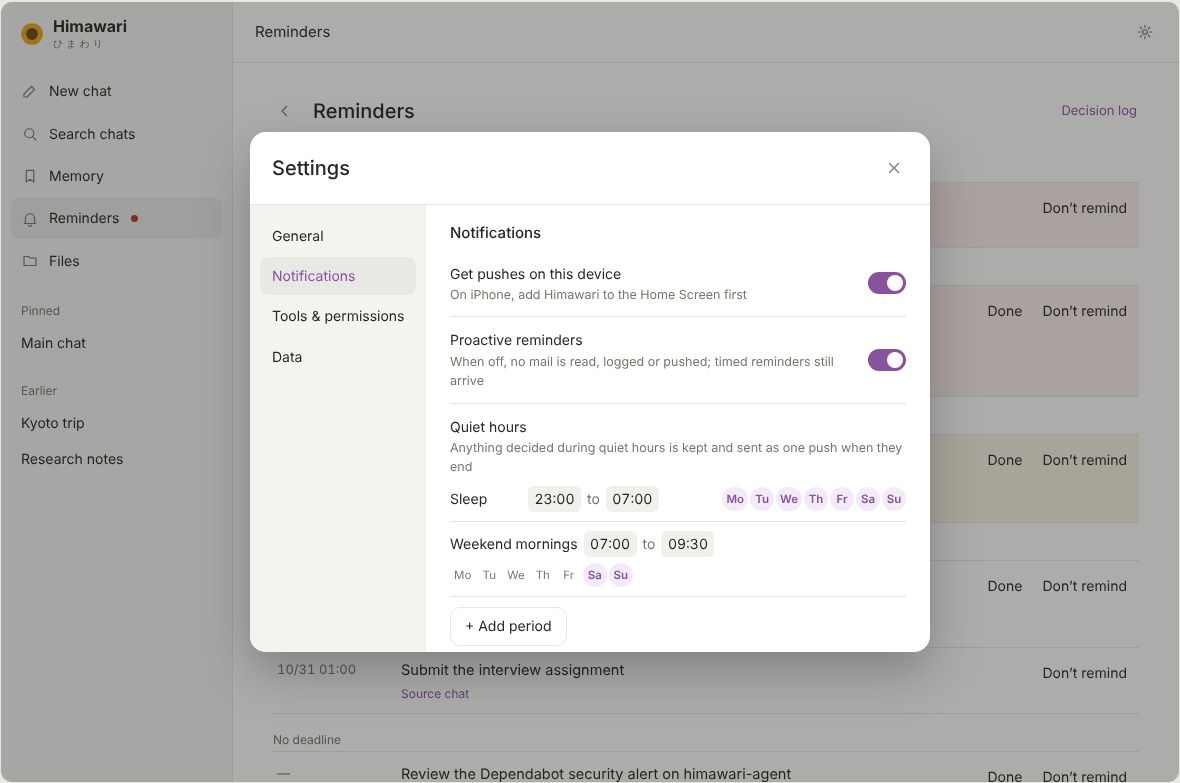 Himawari
ひまわり
New chat
Search chats
Memory
Reminders
Files
Pinned
Main chat
Earlier
Kyoto trip
Research notes
Reminders
Reminders
Decision log
Don’t remind
Done Don’t remind
Done Don’t remind
Done Don’t remind
10/31 01:00 Submit the interview assignment Don’t remind
Source chat
No deadline
— Review the Dependabot security alert on himawari-agent Done Don’t remind
Settings
General
Notifications
Tools & permissions
Data
Notifications
Get pushes on this device
On iPhone, add Himawari to the Home Screen first
Proactive reminders
When off, no mail is read, logged or pushed; timed reminders still
arrive
Quiet hours
Anything decided during quiet hours is kept and sent as one push when they
end
Sleep 23:00 to 07:00 Mo Tu We Th Fr Sa Su
Weekend mornings 07:00 to 09:30
Mo Tu We Th Fr Sa Su
+ Add period